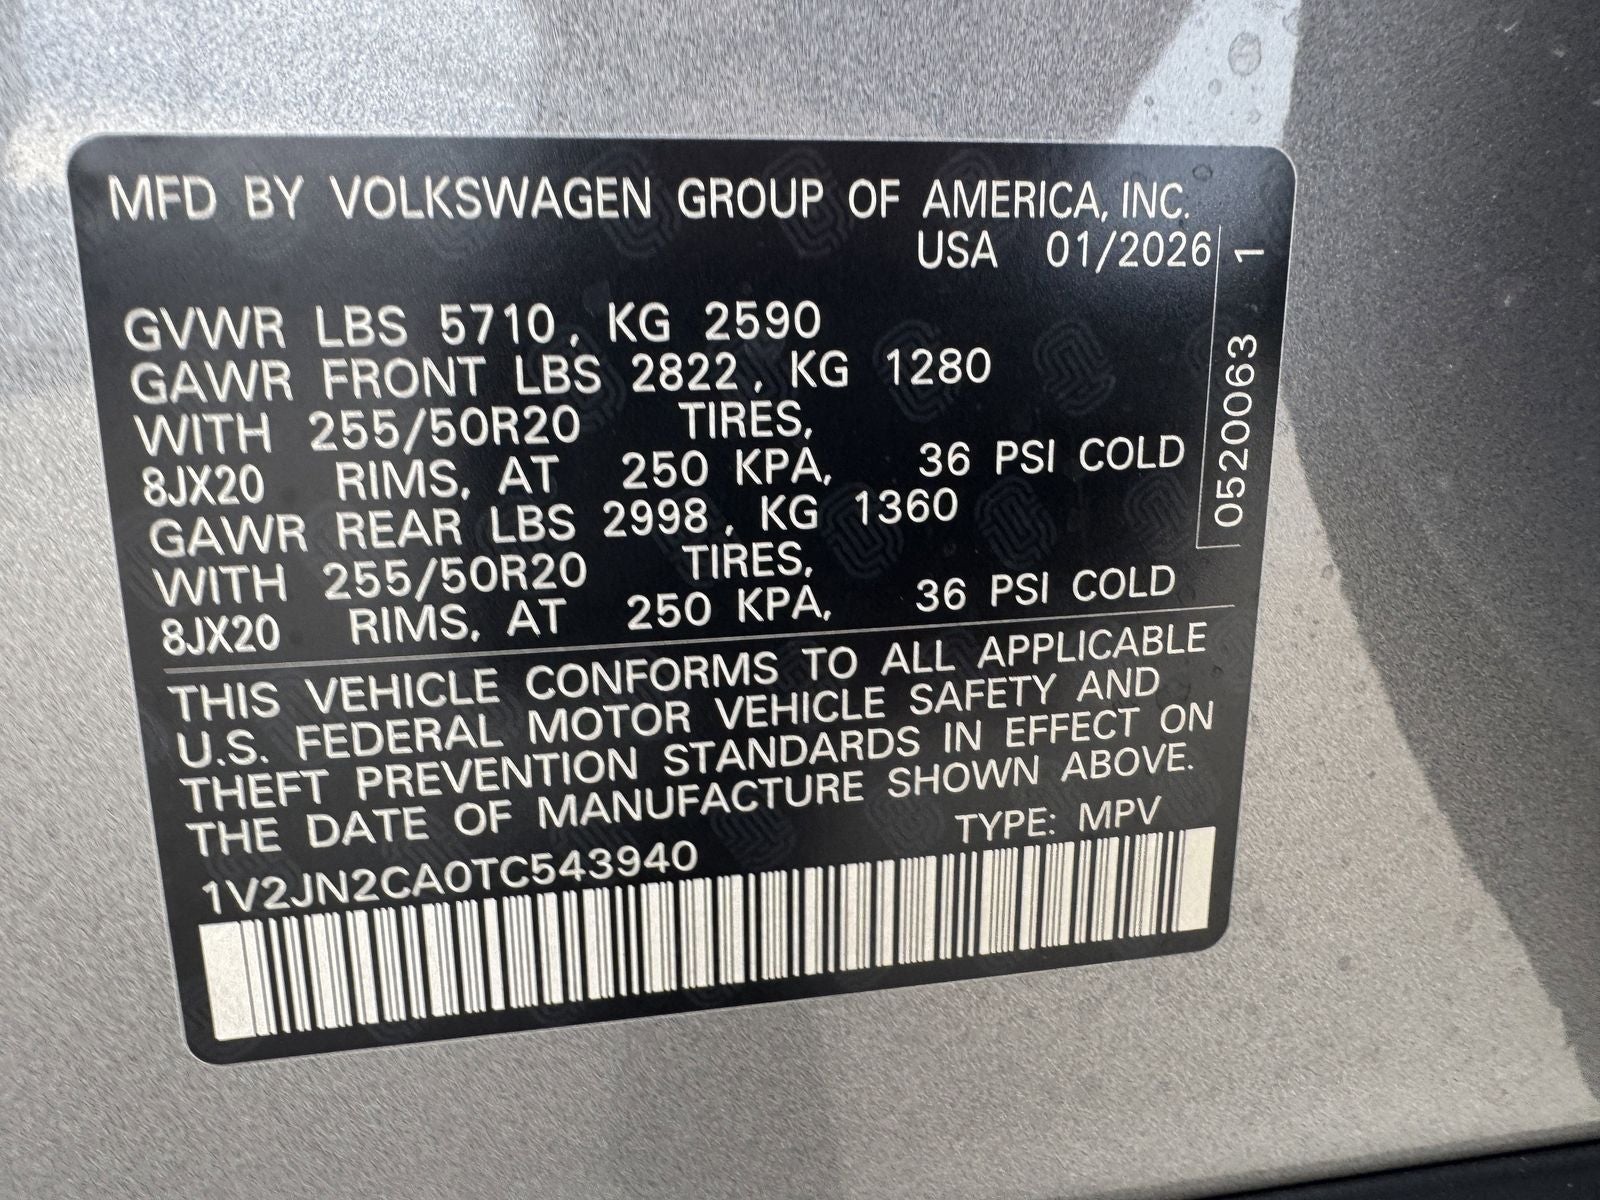 MFD BY VOLKSWAGEN GROUP OF AMERICA, INC.
USA 01/2026
GVWR LBS 5710, KG 2590
GAWR FRONT LBS 2822, KG 1280
WITH 255/50R20 TIRES,
8JX20 RIMS, AT 250 KPA, 36 PSI COLD
GAWR REAR LBS 2998, KG 1360
WITH 255/50R20 TIRES,
8JX20 RIMS, AT 250 KPA, 36 PSI COLD
THIS VEHICLE CONFORMS TO ALL APPLICABLE
U.S. FEDERAL MOTOR VEHICLE SAFETY AND
THEFT PREVENTION STANDARDS IN EFFECT ON
THE DATE OF MANUFACTURE SHOWN ABOVE.
1V2JN2CA0TC543940 TYPE: MPV
05200063 1